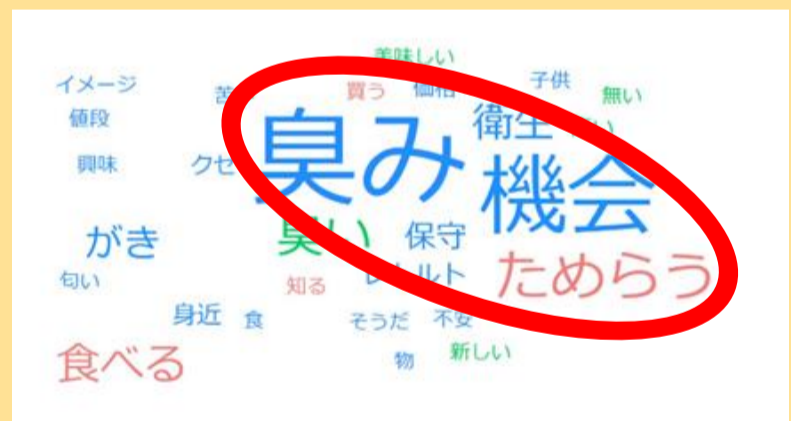 美味しい
イメージ
買う
価格
子供
無い
値段
衛生
臭み
興味
クセ
機会
臭い
保守
がき
ためらう
匂い
知る
レトルト
身近
食
そうだ
不安
食べる
物
新しい